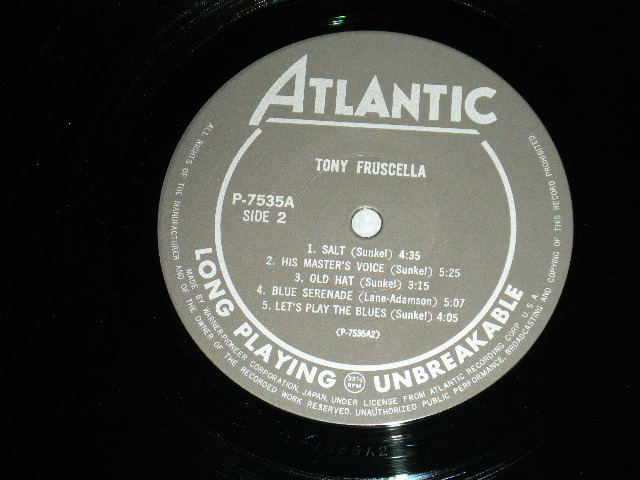 ATLANTIC
TONY FRUSCELLA
P-7535A
SIDE 2
1. SALT (Sunkel) 4:35
2. HIS MASTER'S VOICE (Sunkel) 5:25
3. OLD HAT (Sunkel) 3:15
4. BLUE SERENADE (Lane-Adamson) 5:07
5. LET'S PLAY THE BLUES (Sunkel) 4:05
(P-7535A2)
LONG PLAYING 33⅓ RPM UNBREAKABLE
MADE BY WARNER-PIONEER CORPORATION, JAPAN, UNDER LICENSE FROM ATLANTIC RECORDING CORP. U.S.A.
ALL RIGHTS OF THE MANUFACTURER AND OF THE OWNER OF THE RECORDED WORK RESERVED. UNAUTHORIZED PUBLIC PERFORMANCE, BROADCASTING AND COPYING OF THIS RECORD PROHIBITED.